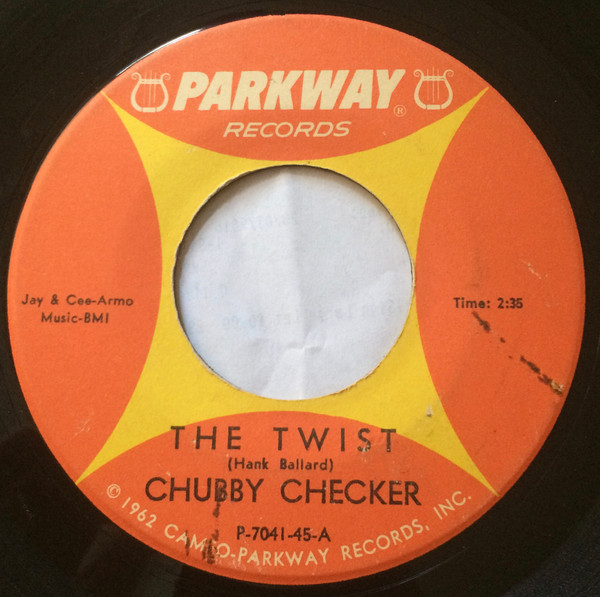 PARKWAY®
RECORDS
Jay & Cee-Armo
Music-BMI
Time: 2:35
THE TWIST
(Hank Ballard)
CHUBBY CHECKER
P-7041-45-A
© 1962 CAMEO-PARKWAY RECORDS, INC.